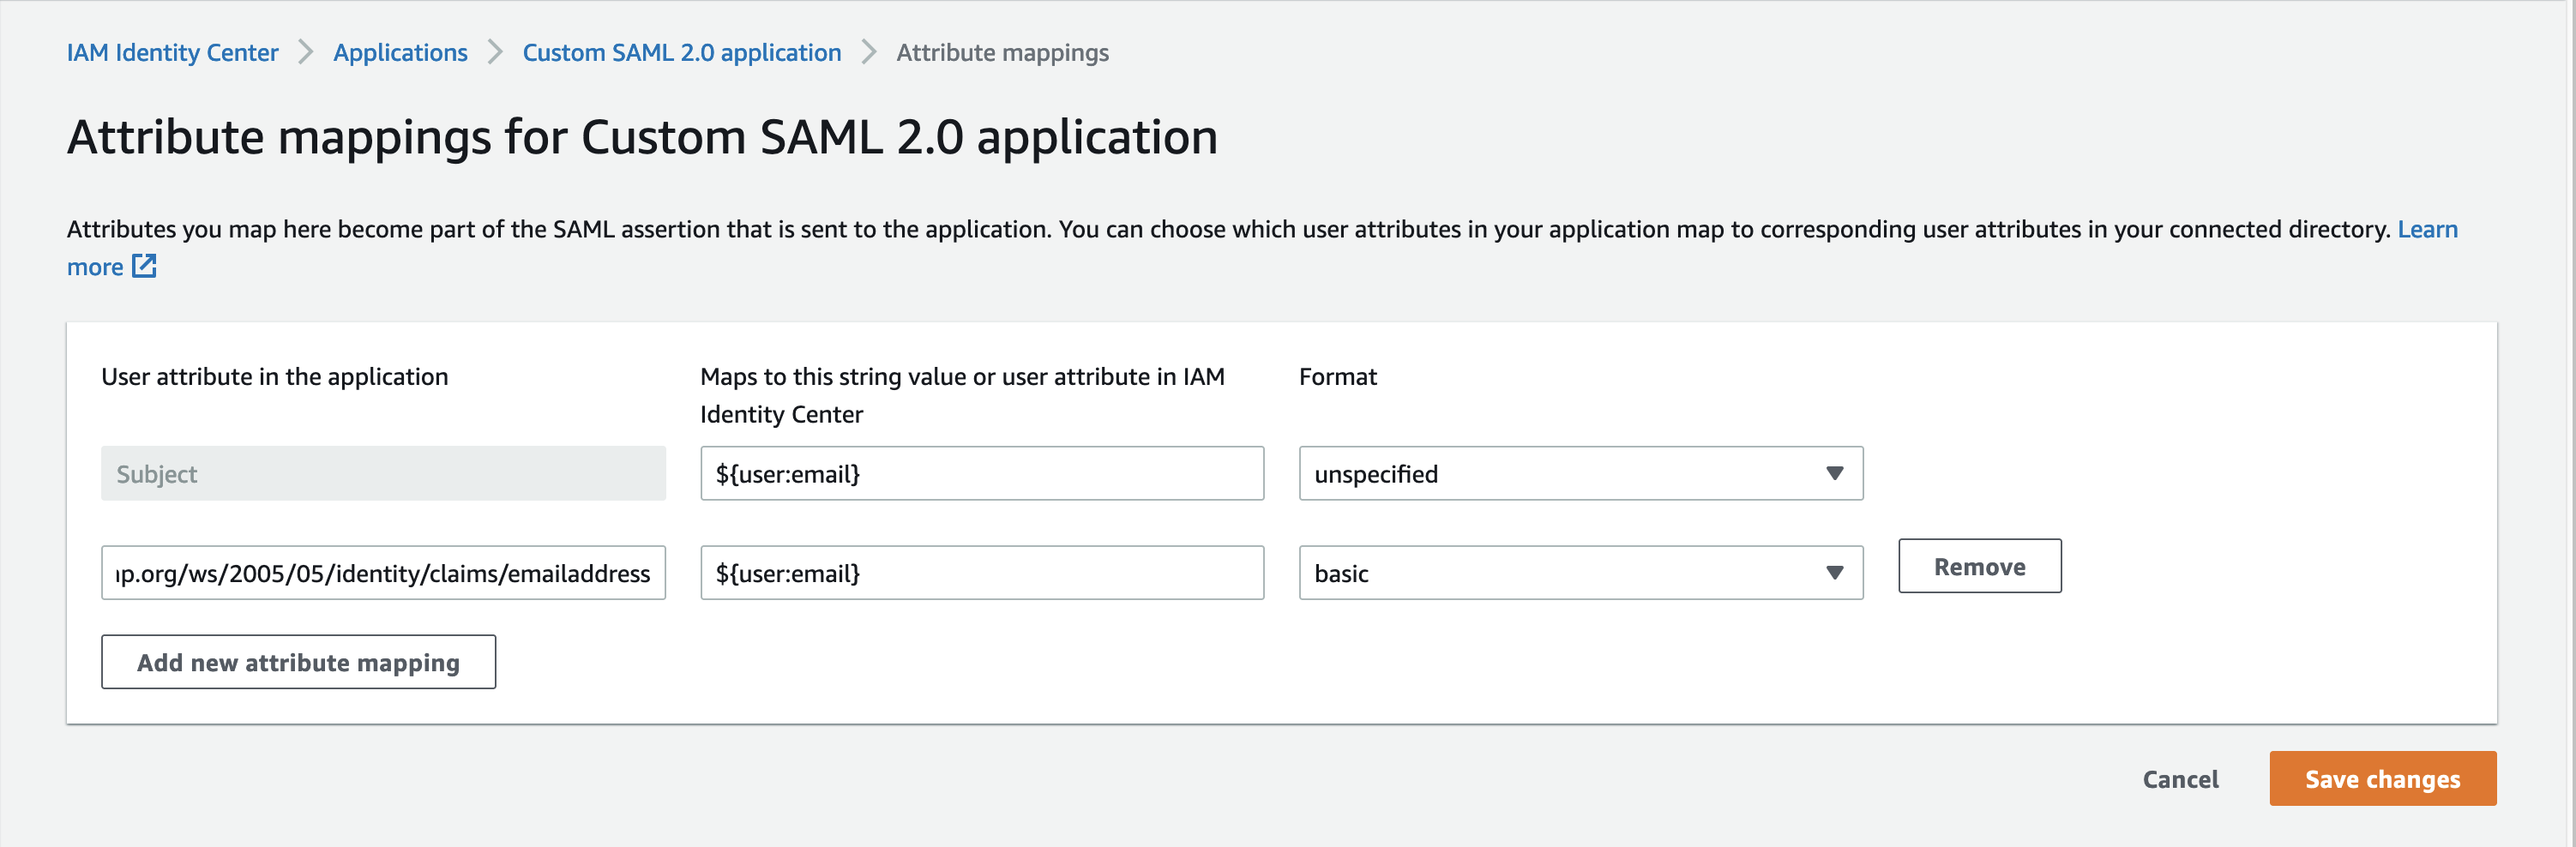 IAM Identity Center > Applications > Custom SAML 2.0 application > Attribute mappings
Attribute mappings for Custom SAML 2.0 application
Attributes you map here become part of the SAML assertion that is sent to the application. You can choose which user attributes in your application map to corresponding user attributes in your connected directory. Learn
more
User attribute in the application
Maps to this string value or user attribute in IAM
Identity Center
Format
Subject
${user:email}
unspecified
p.org/ws/2005/05/identity/claims/emailaddress
${user:email}
basic
Remove
Add new attribute mapping
Cancel
Save changes